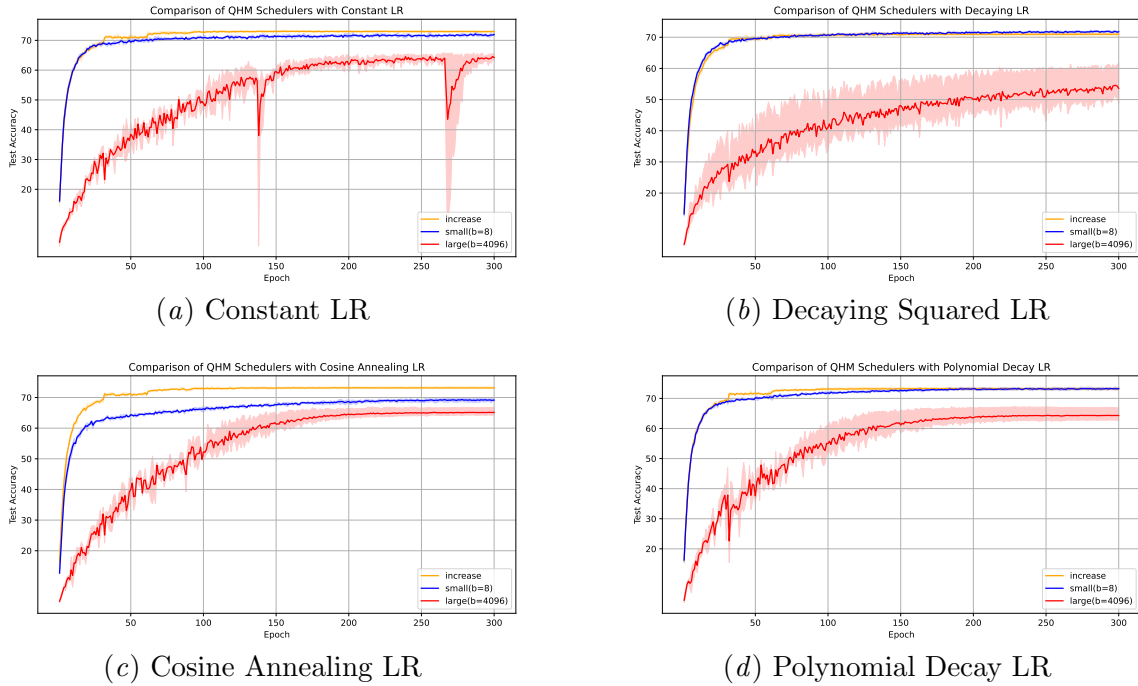 Comparison of QHM Schedulers with Constant LR
Test Accuracy
70
60
50
40
30
20
50
100
150
200
250
300
Epoch
increase
small(b=8)
large(b=4096)
(a) Constant LR
Comparison of QHM Schedulers with Decaying LR
Test Accuracy
70
60
50
40
30
20
50
100
150
200
250
300
Epoch
increase
small(b=8)
large(b=4096)
(b) Decaying Squared LR
Comparison of QHM Schedulers with Cosine Annealing LR
Test Accuracy
70
60
50
40
30
20
50
100
150
200
250
300
Epoch
increase
small(b=8)
large(b=4096)
(c) Cosine Annealing LR
Comparison of QHM Schedulers with Polynomial Decay LR
Test Accuracy
70
60
50
40
30
20
50
100
150
200
250
300
Epoch
increase
small(b=8)
large(b=4096)
(d) Polynomial Decay LR